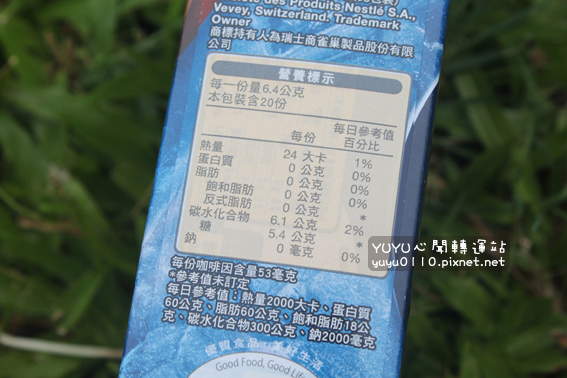 Société des Produits Nestlé S.A.,
Vevey, Switzerland, Trademark
Owner
商標持有人為瑞士商雀巢製品股份有限
公司
營養標示
每一份量6.4公克
本包裝含20份
每份 每日參考值百分比
熱量 24 大卡 1%
蛋白質 0 公克 0%
脂肪 0 公克 0%
飽和脂肪 0 公克 0%
反式脂肪 0 公克 *
碳水化合物 6.1 公克 2%
糖 5.4 公克 *
鈉 0 毫克 0%
每份咖啡因含量53毫克
*參考值未訂定
每日參考值：熱量2000大卡、蛋白質
60公克、脂肪60公克、飽和脂肪18公
克、碳水化合物300公克、鈉2000毫克
優質食品 美好生活
Good Food, Good Life
YUYU心聞轉運站
yuyu0110.pixnet.net